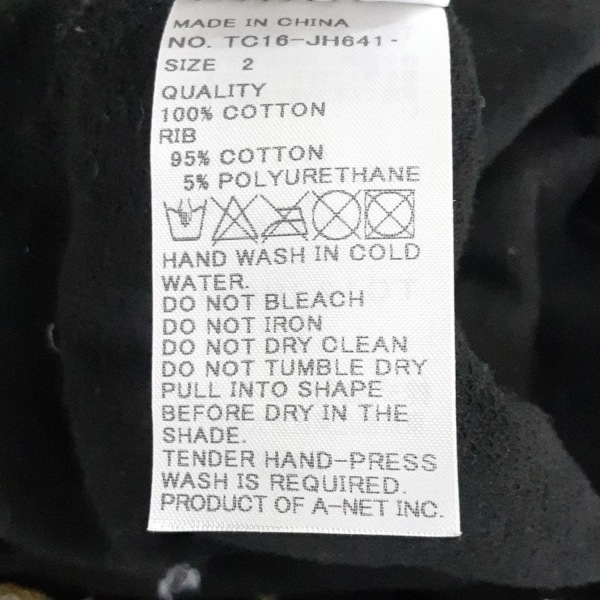 MADE IN CHINA
NO. TC16-JH641-
SIZE 2
QUALITY
100% COTTON
RIB
95% COTTON
5% POLYURETHANE
HAND WASH IN COLD
WATER.
DO NOT BLEACH
DO NOT IRON
DO NOT DRY CLEAN
DO NOT TUMBLE DRY
PULL INTO SHAPE
BEFORE DRY IN THE
SHADE.
TENDER HAND-PRESS
WASH IS REQUIRED.
PRODUCT OF A-NET INC.